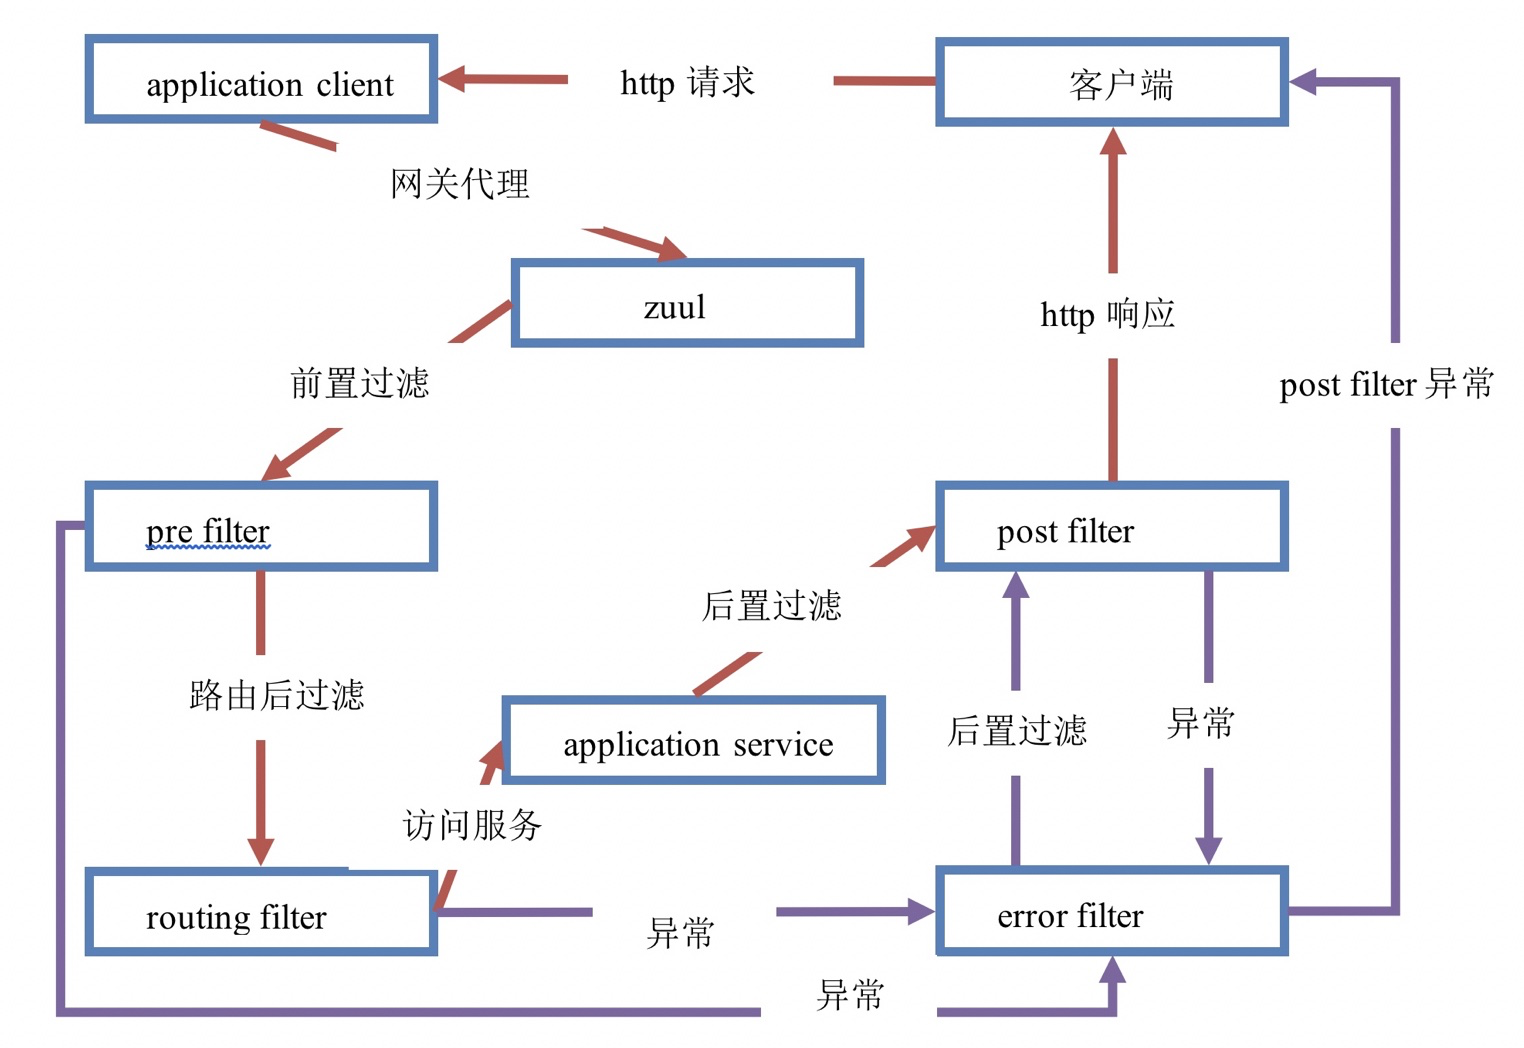 application client
http 请求
客户端
网关代理
zuul
http 响应
前置过滤
post filter 异常
pre filter
post filter
后置过滤
路由后过滤
application service
后置过滤
异常
访问服务
routing filter
异常
error filter
异常